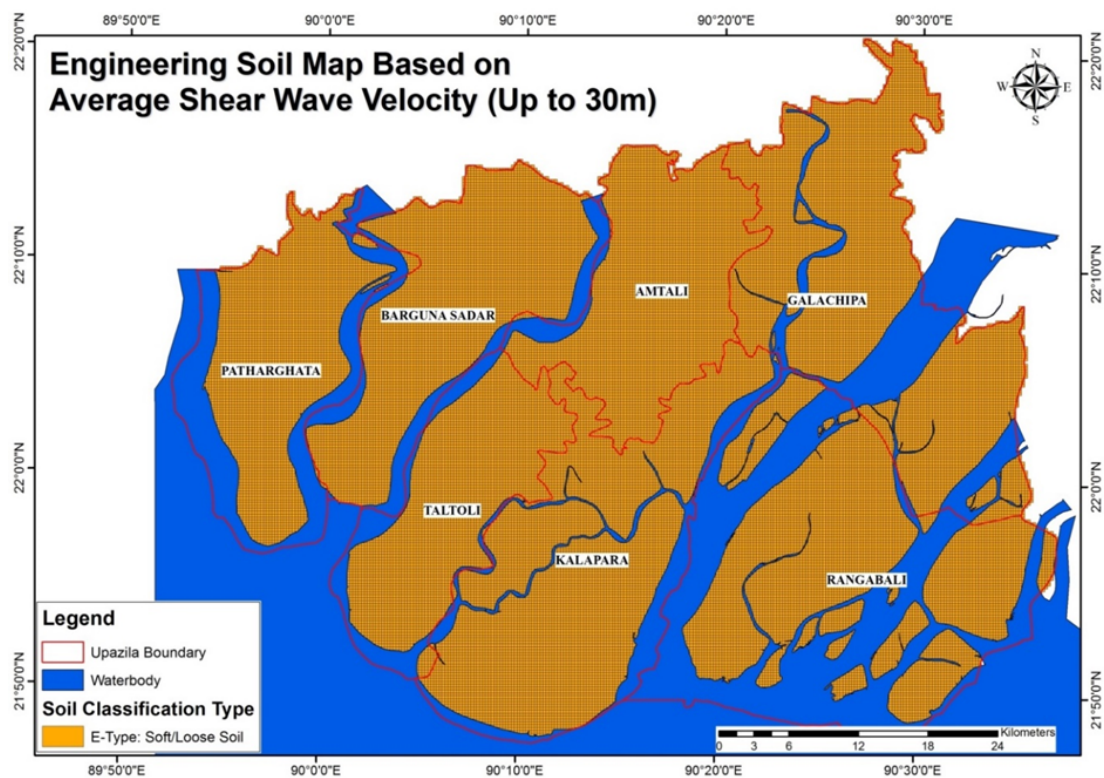 89°50'0"E 90°0'0"E 90°10'0"E 90°20'0"E 90°30'0"E
22°20'0"N
22°20'0"N
Engineering Soil Map Based on
Average Shear Wave Velocity (Up to 30m)
N
W E
S
22°10'0"N
22°10'0"N
AMTALI
GALACHIPA
BARGUNA SADAR
PATHARGHATA
22°0'0"N
22°0'0"N
TALTOLI
KALAPARA
RANGABALI
Legend
Upazila Boundary
Waterbody
Soil Classification Type
E-Type: Soft/Loose Soil
21°50'0"N
21°50'0"N
Kilometers
0 3 6 12 18 24
89°50'0"E 90°0'0"E 90°10'0"E 90°20'0"E 90°30'0"E